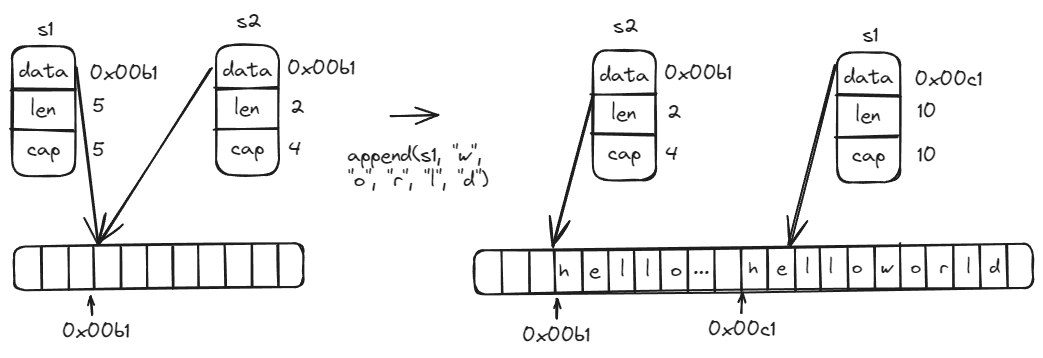 s1
data 0x00b1
len 5
cap 5
s2
data 0x00b1
len 2
cap 4
append(s1, "w",
"o", "r", "l", "d")
s2
data 0x00b1
len 2
cap 4
s1
data 0x00c1
len 10
cap 10
0x00b1
h e l l o ... h e l l o w o r l d
0x00b1
0x00c1